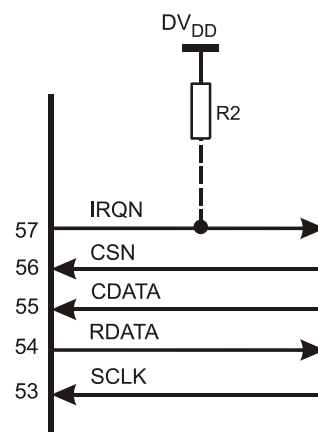 DVDD
R2
57 IRQN
56 CSN
55 CDATA
54 RDATA
53 SCLK